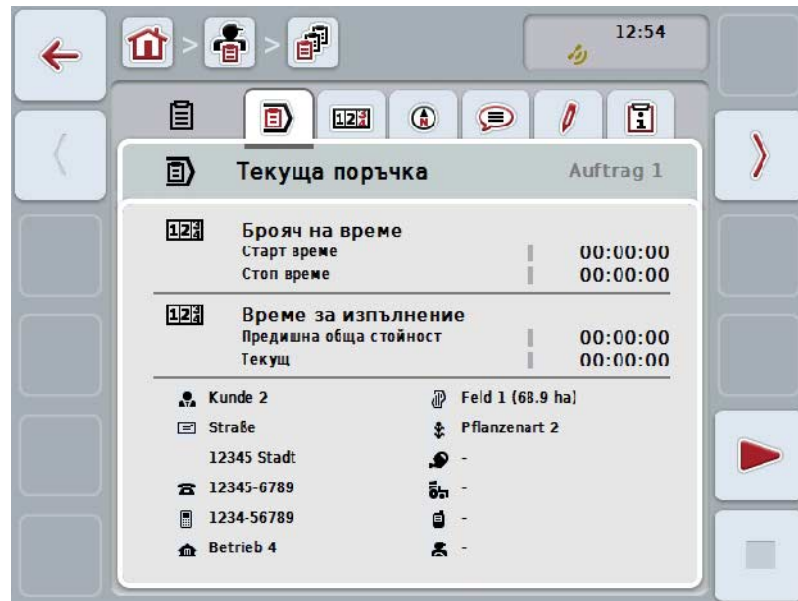 12:54
Текуща поръчка Auftrag 1
Брояч на време
Старт време 00:00:00
Стоп време 00:00:00
Време за изпълнение
Предишна обща стойност 00:00:00
Текущ 00:00:00
Kunde 2 Feld 1 (68.9 ha)
Straße Pflanzenart 2
12345 Stadt -
12345-6789 -
1234-56789 -
Betrieb 4 -